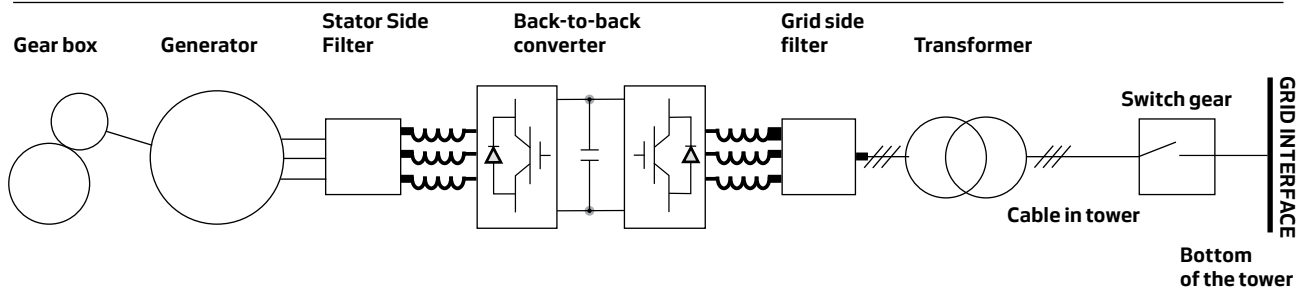 Gear box
Generator
Stator Side
Filter
Back-to-back
converter
Grid side
filter
Transformer
Switch gear
Cable in tower
GRID INTERFACE
Bottom
of the tower